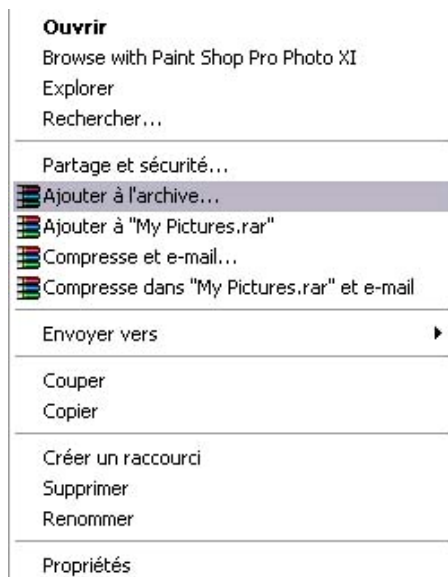 Ouvrir
Browse with Paint Shop Pro Photo XI
Explorer
Rechercher...
Partage et sécurité...
Ajouter à l'archive...
Ajouter à "My Pictures.rar"
Compresse et e-mail...
Compresse dans "My Pictures.rar" et e-mail
Envoyer vers
Couper
Copier
Créer un raccourci
Supprimer
Renommer
Propriétés